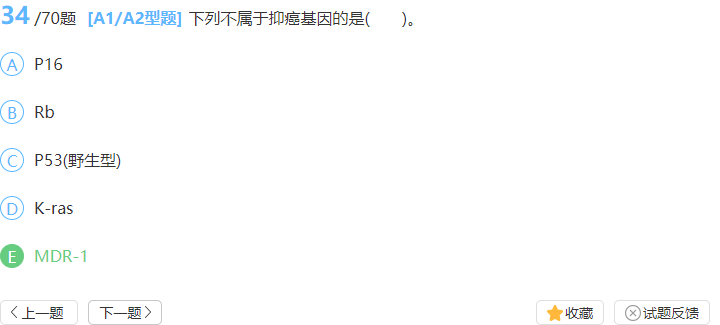 34 /70题 [A1/A2型题] 下列不属于抑癌基因的是( )。
A P16
B Rb
C P53(野生型)
D K-ras
E MDR-1
上一题 下一题 收藏 试题反馈